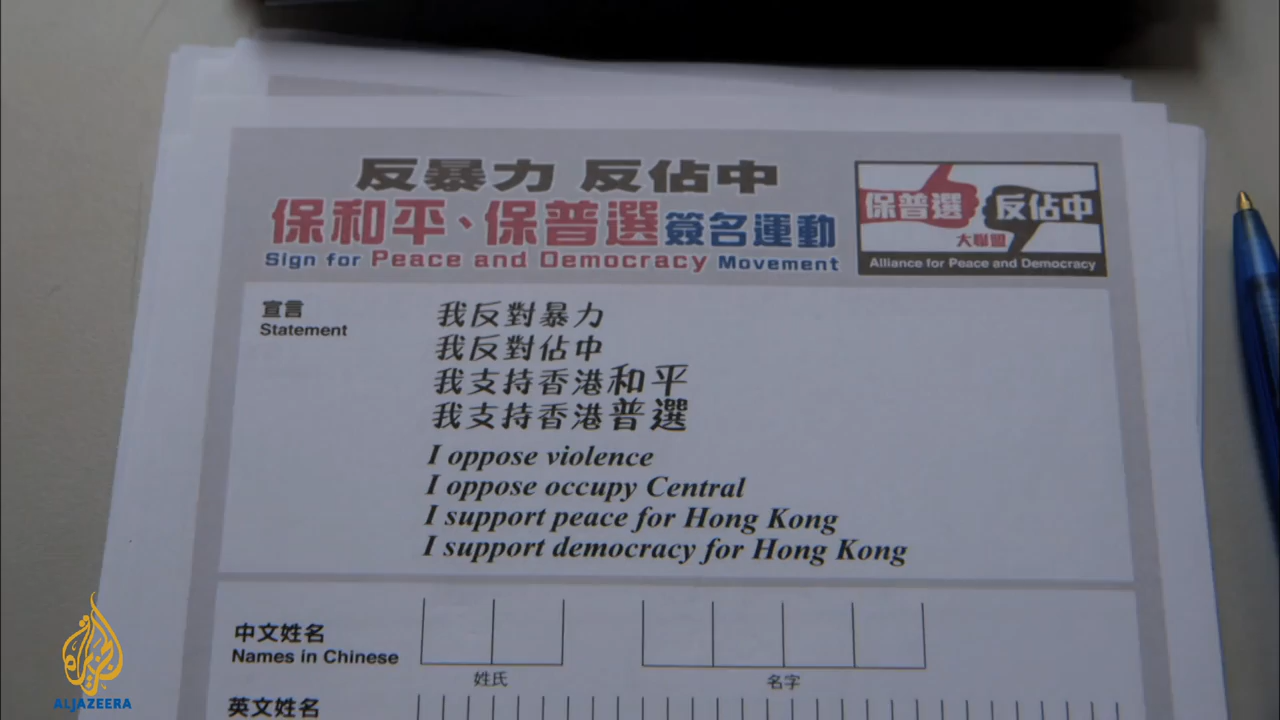 反暴力 反佔中
保和平、保普選簽名運動
Sign for Peace and Democracy Movement
保普選 反佔中
大聯盟
Alliance for Peace and Democracy
宣言
Statement
我反對暴力
我反對佔中
我支持香港和平
我支持香港普選
I oppose violence
I oppose occupy Central
I support peace for Hong Kong
I support democracy for Hong Kong
中文姓名
Names in Chinese
姓氏 名字
英文姓名
الجزيرة
ALJAZEERA